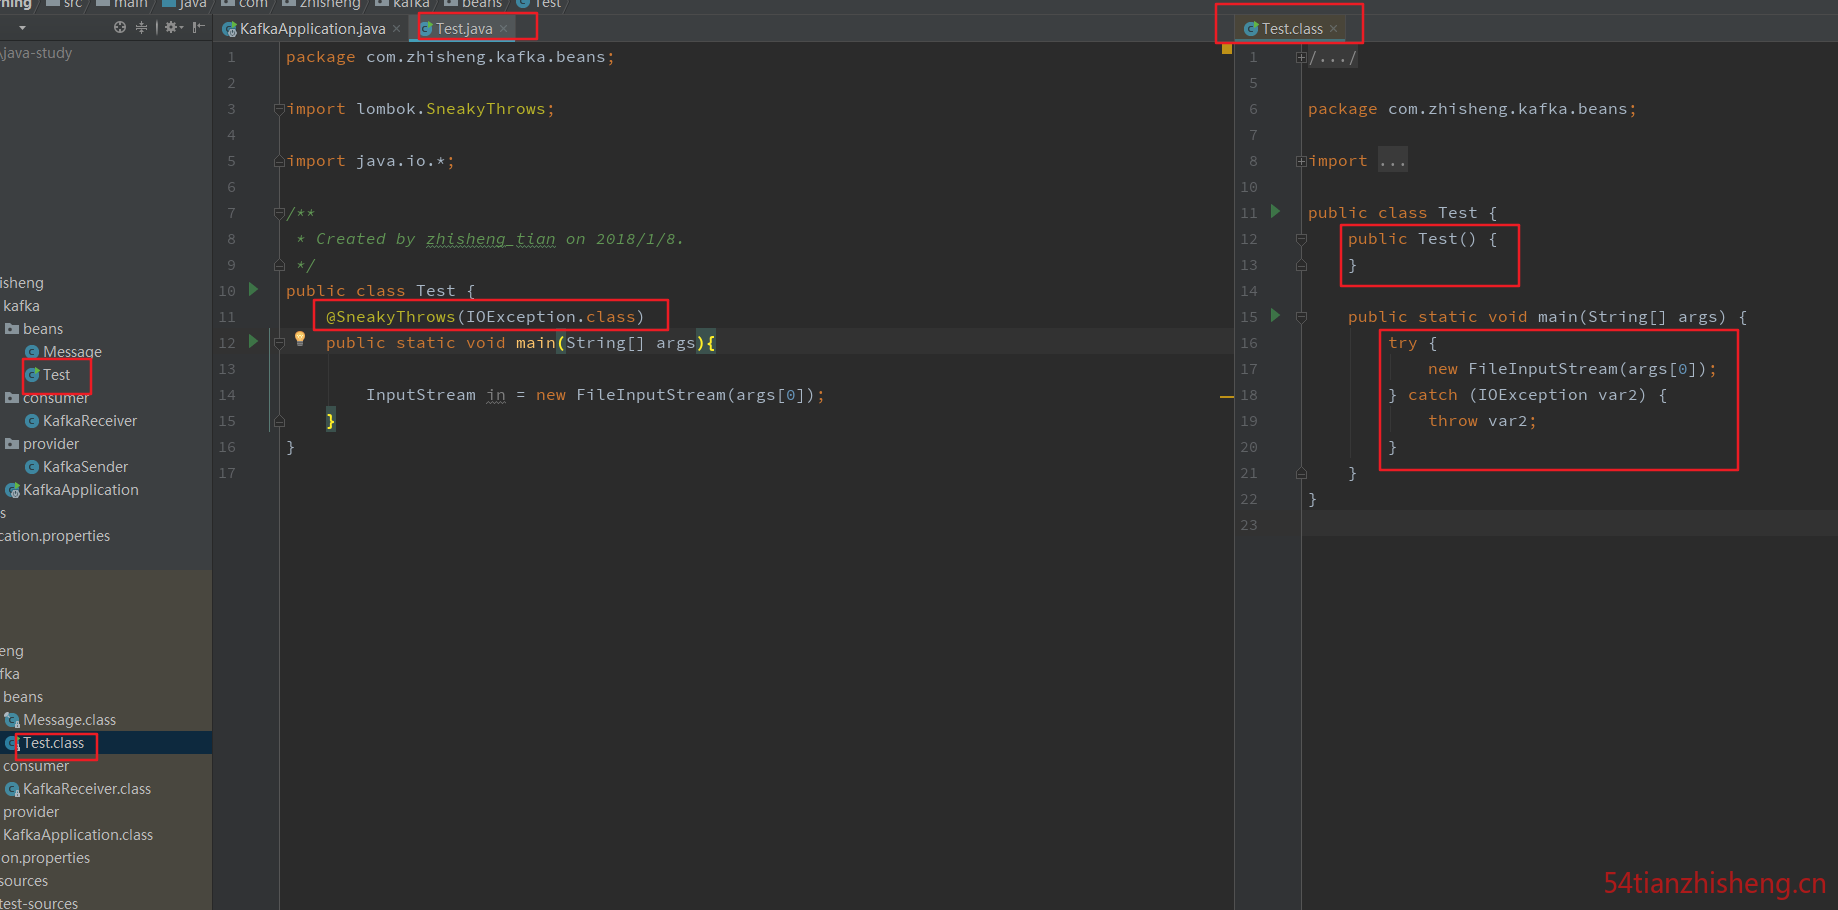 ning src main java com zhisheng kafka beans Test
KafkaApplication.java
Test.java
Test.class
\java-study
isheng
kafka
beans
Message
Test
consumer
KafkaReceiver
provider
KafkaSender
KafkaApplication
s
cation.properties
eng
fka
beans
Message.class
Test.class
consumer
KafkaReceiver.class
provider
KafkaApplication.class
on.properties
sources
test-sources
1 package com.zhisheng.kafka.beans;
2
3 import lombok.SneakyThrows;
4
5 import java.io.*;
6
7 /**
8 * Created by zhisheng_tian on 2018/1/8.
9 */
10 public class Test {
11 @SneakyThrows(IOException.class)
12 public static void main(String[] args){
13
14 InputStream in = new FileInputStream(args[0]);
15 }
16 }
17
1 /.../
5
6 package com.zhisheng.kafka.beans;
7
8 import ...
10
11 public class Test {
12 public Test() {
13 }
14
15 public static void main(String[] args) {
16 try {
17 new FileInputStream(args[0]);
18 } catch (IOException var2) {
19 throw var2;
20 }
21 }
22 }
23
54tianzhisheng.cn